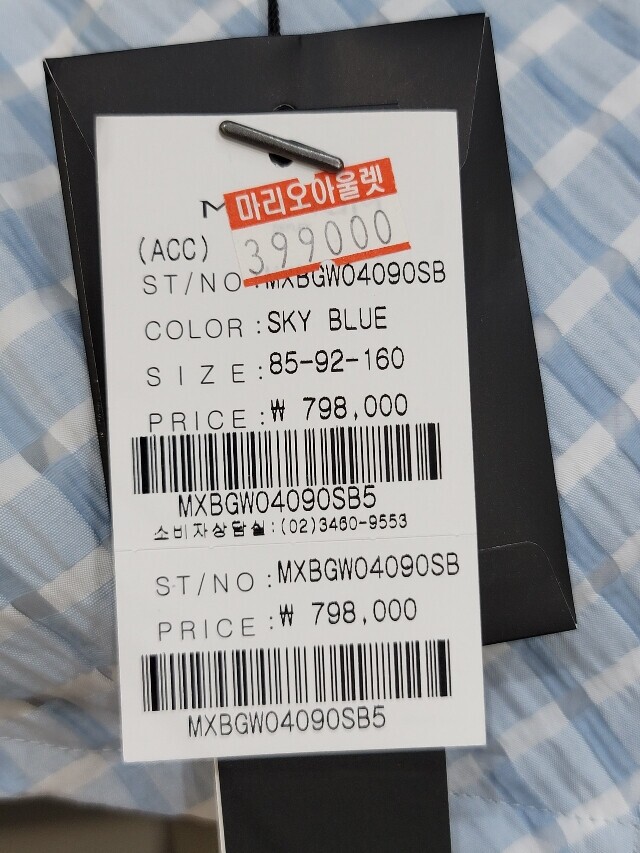 마리오아울렛
399000
(ACC)
ST/NO:MXBGW04090SB
COLOR:SKY BLUE
SIZE:85-92-160
PRICE:₩ 798,000
MXBGW04090SB5
소비자상담실:(02)3460-9553
ST/NO:MXBGW04090SB
PRICE:₩ 798,000
MXBGW04090SB5